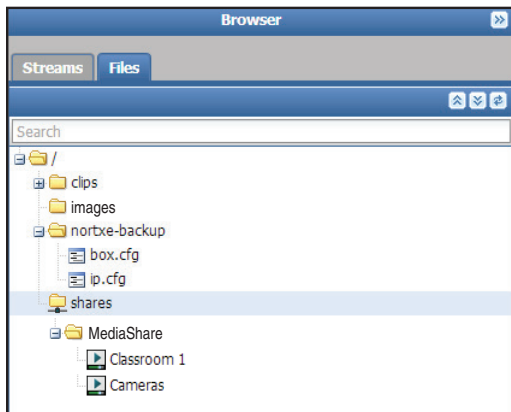 Browser
Streams Files
Search
/
clips
images
nortxe-backup
box.cfg
ip.cfg
shares
MediaShare
Classroom 1
Cameras